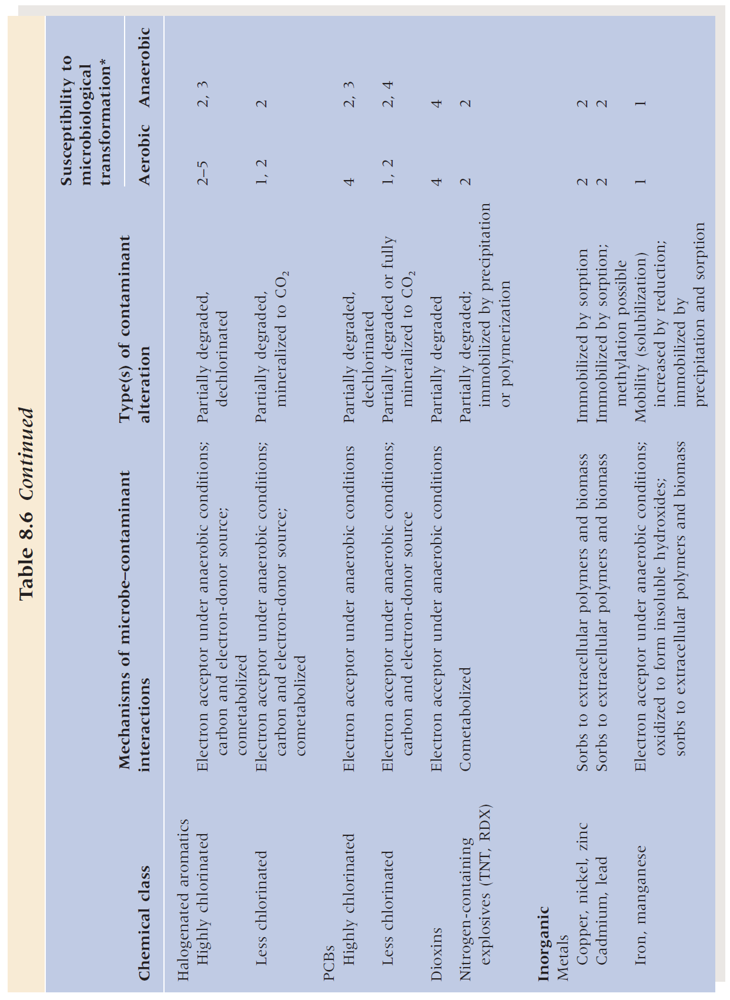 Table 8.6 Continued
Susceptibility to
microbiological
transformation*
Mechanisms of microbe–contaminant
Type(s) of contaminant
Chemical class
interactions
alteration
Aerobic Anaerobic
Halogenated aromatics
Highly chlorinated
Electron acceptor under anaerobic conditions;
Partially degraded,
2–5
2, 3
carbon and electron-donor source;
dechlorinated
cometabolized
Less chlorinated
Electron acceptor under anaerobic conditions;
Partially degraded,
1, 2
2
carbon and electron-donor source;
mineralized to CO₂
cometabolized
PCBs
Highly chlorinated
Electron acceptor under anaerobic conditions
Partially degraded,
4
2, 3
dechlorinated
Less chlorinated
Electron acceptor under anaerobic conditions;
Partially degraded or fully
1, 2
2, 4
carbon and electron-donor source
mineralized to CO₂
Dioxins
Electron acceptor under anaerobic conditions
Partially degraded
4
4
Nitrogen-containing
Cometabolized
Partially degraded;
2
2
explosives (TNT, RDX)
immobilized by precipitation
or polymerization
Inorganic
Metals
Copper, nickel, zinc
Sorbs to extracellular polymers and biomass
Immobilized by sorption
2
2
Cadmium, lead
Sorbs to extracellular polymers and biomass
Immobilized by sorption;
2
2
methylation possible
Iron, manganese
Electron acceptor under anaerobic conditions;
Mobility (solubilization)
1
1
oxidized to form insoluble hydroxides;
increased by reduction;
sorbs to extracellular polymers and biomass
immobilized by
precipitation and sorption